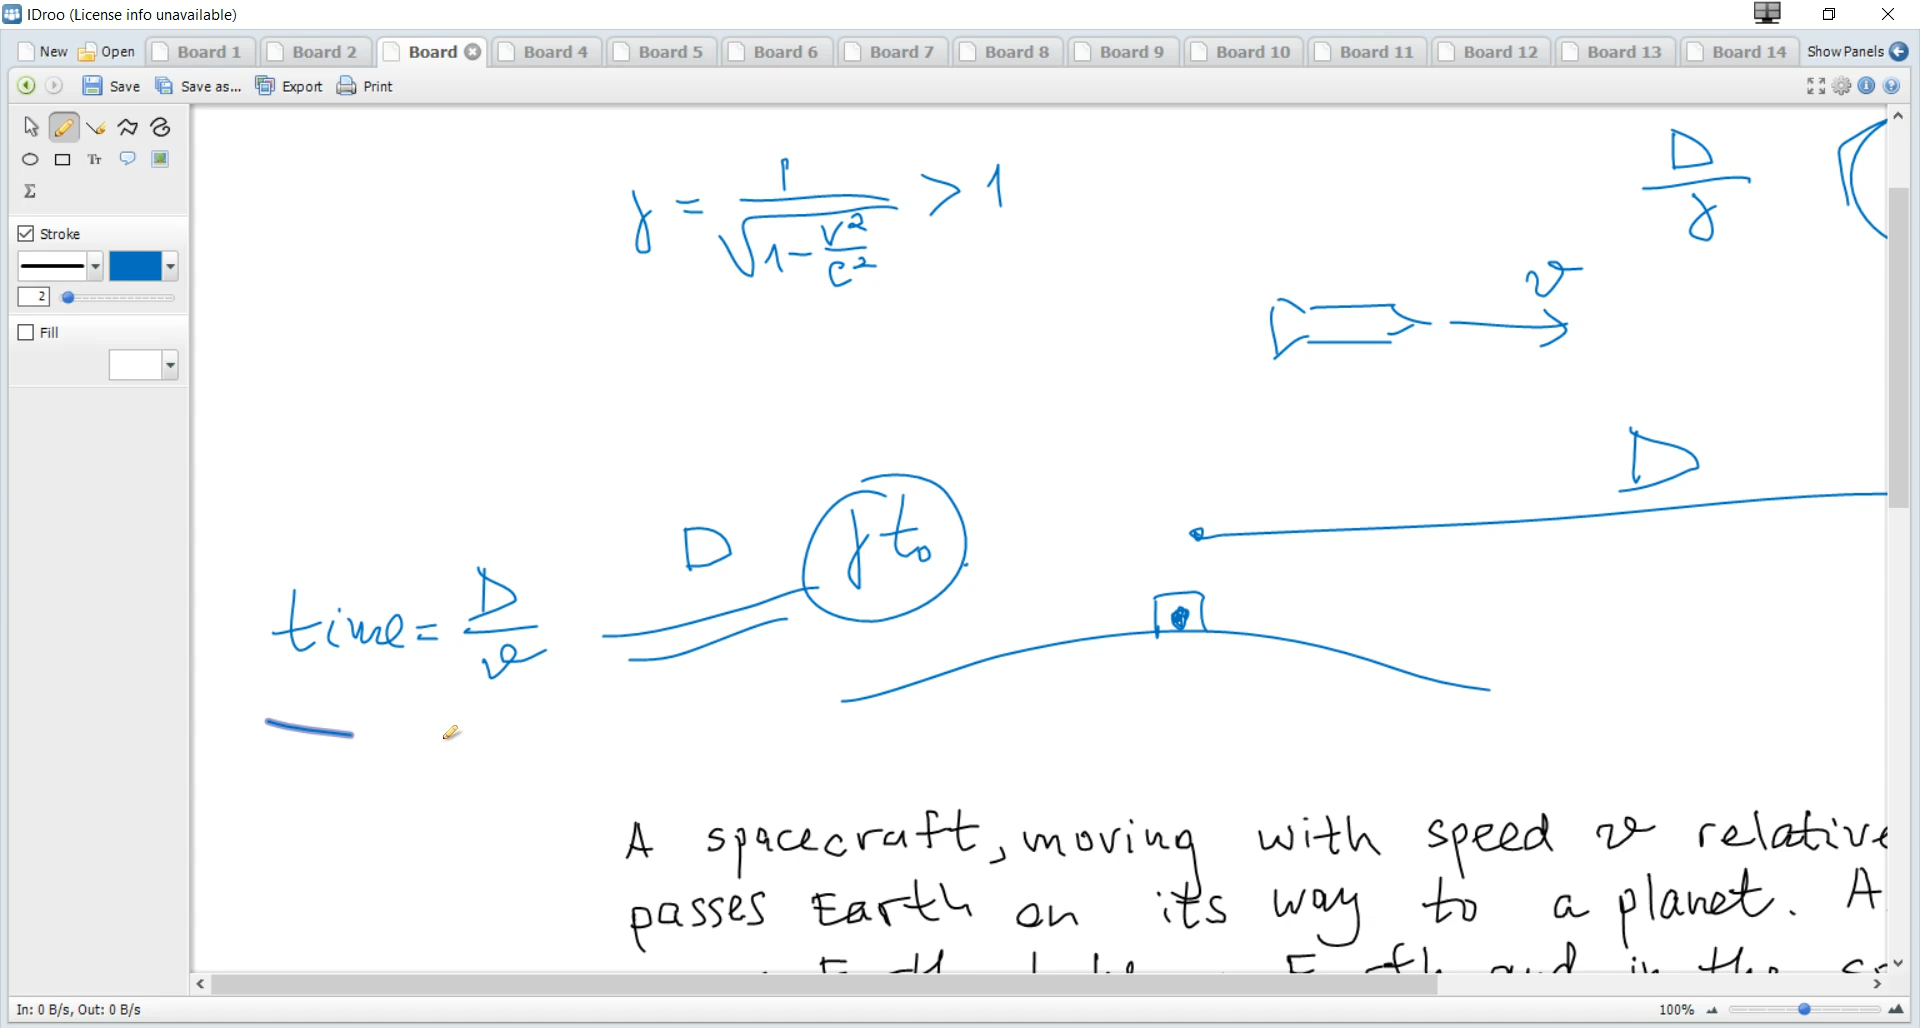 IDroo (License info unavailable)
New Open Board 1 Board 2 Board Board 4 Board 5 Board 6 Board 7 Board 8 Board 9 Board 10 Board 11 Board 12 Board 13 Board 14 Show Panels
Save Save as... Export Print
Tt
Σ
Stroke
2
Fill
γ = 1/√(1 - v²/c²) > 1
D/γ
v
D
D γt₀
time = D/v
A spacecraft, moving with speed v relative
passes Earth on its way to a planet. A
In: 0 B/s, Out: 0 B/s 100%